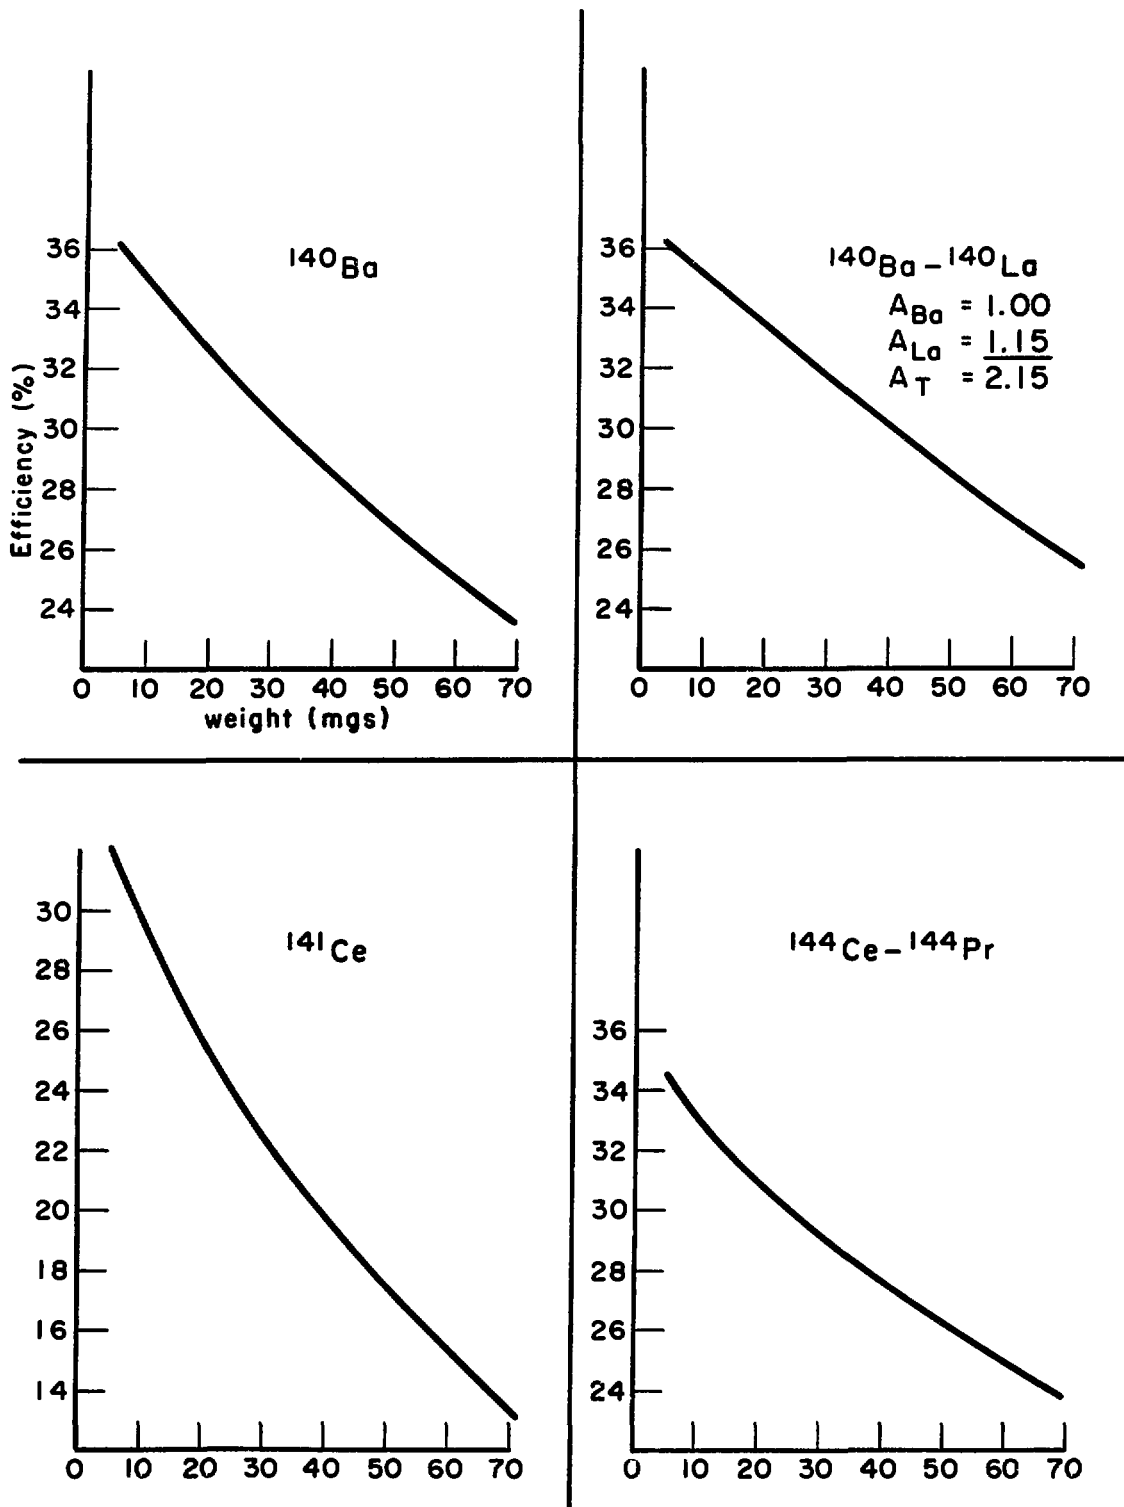 ¹⁴⁰Ba
36
34
32
30
28
26
24
Efficiency (%)
0 10 20 30 40 50 60 70
weight (mgs)
¹⁴⁰Ba – ¹⁴⁰La
A_Ba = 1.00
A_La = 1.15
A_T = 2.15
36
34
32
30
28
26
24
0 10 20 30 40 50 60 70
¹⁴¹Ce
30
28
26
24
22
20
18
16
14
0 10 20 30 40 50 60 70
¹⁴⁴Ce – ¹⁴⁴Pr
36
34
32
30
28
26
24
0 10 20 30 40 50 60 70